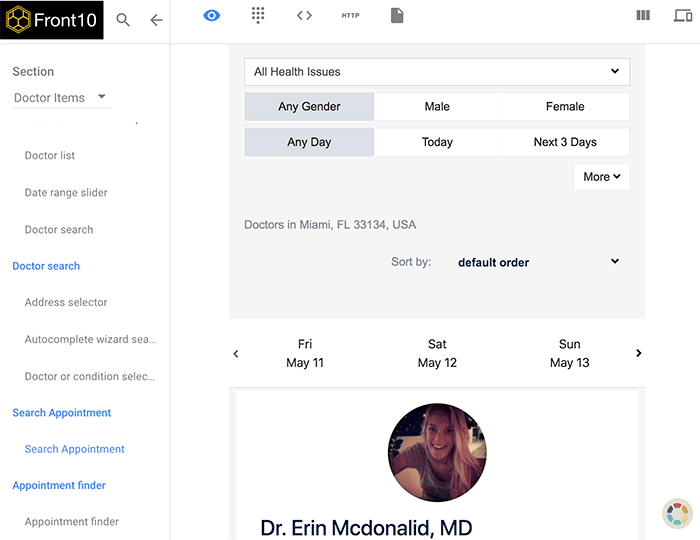 Front10
HTTP
Section
Doctor Items
Doctor list
Date range slider
Doctor search
Doctor search
Address selector
Autocomplete wizard sea...
Doctor or condition selec...
Search Appointment
Search Appointment
Appointment finder
Appointment finder
All Health Issues
Any Gender Male Female
Any Day Today Next 3 Days
More
Doctors in Miami, FL 33134, USA
Sort by: default order
Fri Sat Sun
May 11 May 12 May 13
Dr. Erin Mcdonalid, MD